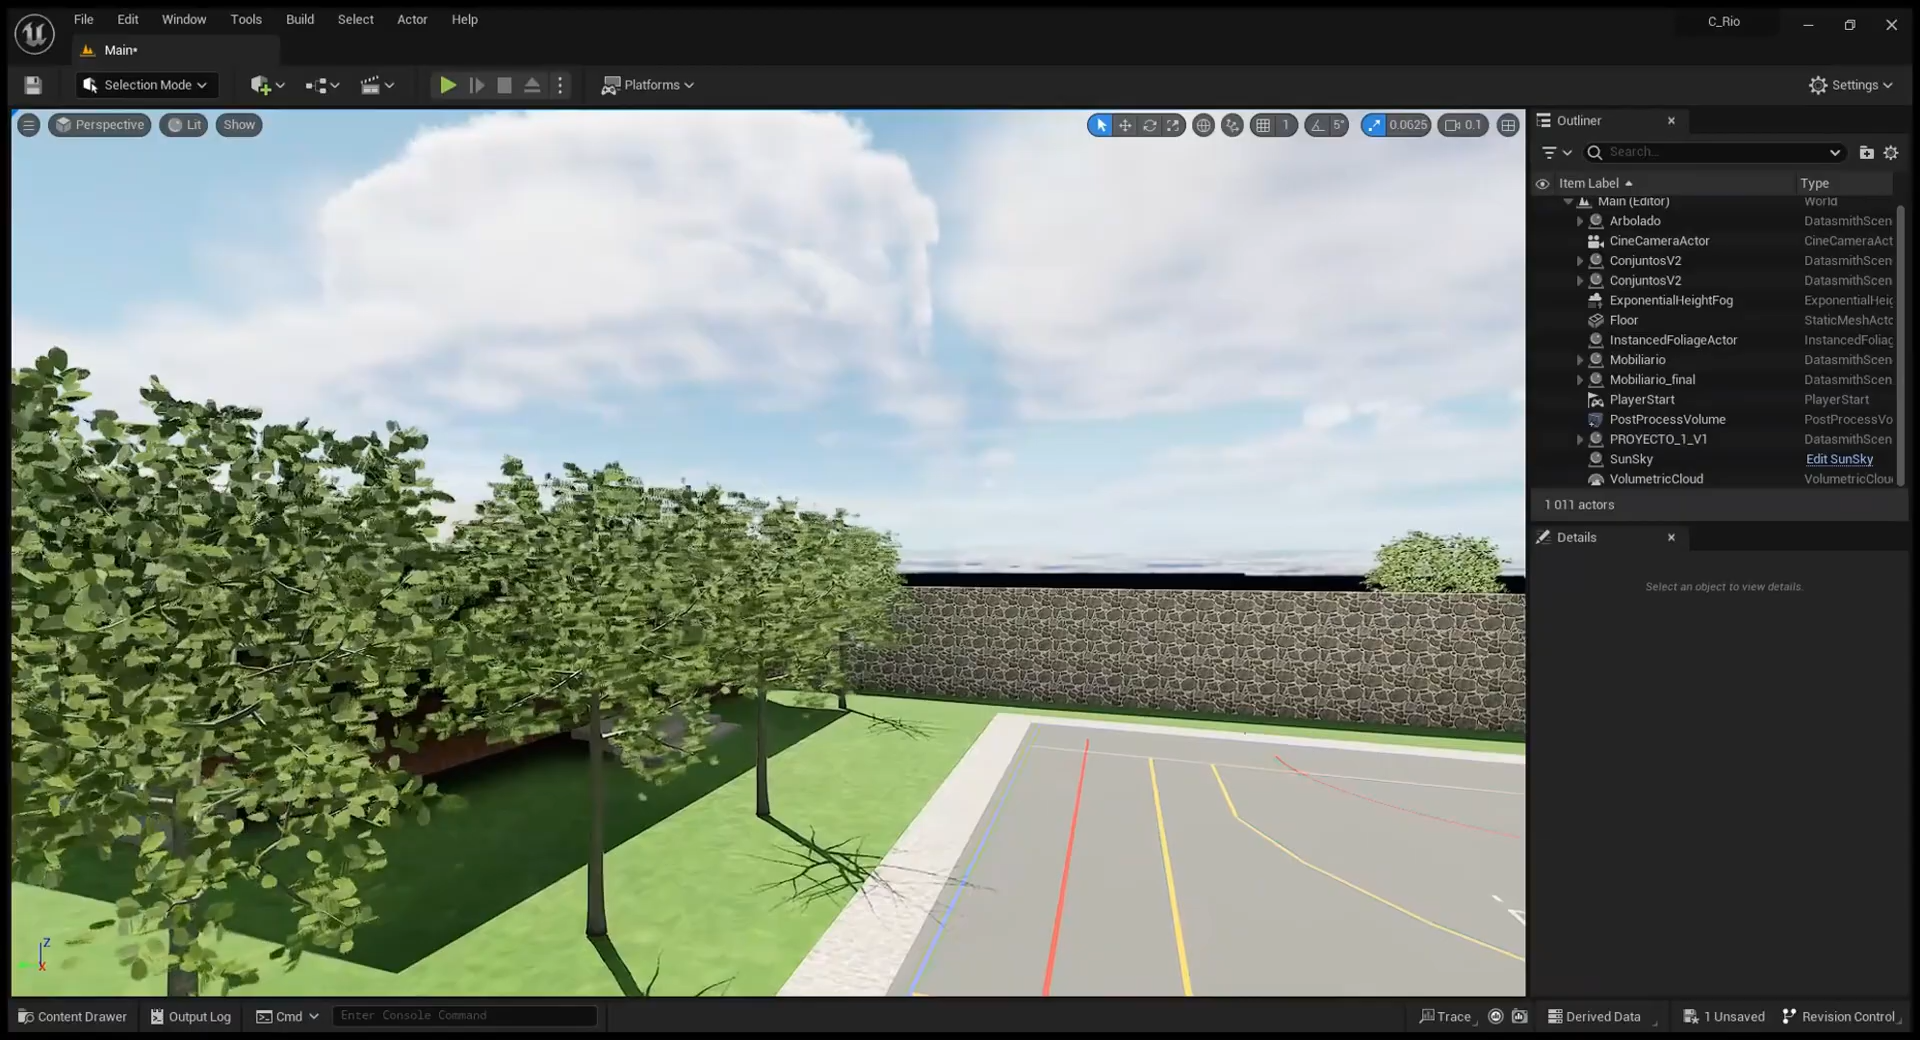 File Edit Window Tools Build Select Actor Help
C_Rio
Main•
Selection Mode
Platforms
Settings
Perspective Lit Show
1 5° 0.0625 0.1
Outliner
Search...
Item Label Type
Main (Editor) World
Arbolado DatasmithScen
CineCameraActor CineCameraAct
ConjuntosV2 DatasmithScen
ConjuntosV2 DatasmithScen
ExponentialHeightFog ExponentialHeig
Floor StaticMeshActo
InstancedFoliageActor InstancedFoliag
Mobiliario DatasmithScen
Mobiliario_final DatasmithScen
PlayerStart PlayerStart
PostProcessVolume PostProcessVo
PROYECTO_1_V1 DatasmithScen
SunSky Edit SunSky
VolumetricCloud VolumetricClou
1 011 actors
Details
Select an object to view details.
Z
X
Content Drawer Output Log Cmd Enter Console Command Trace Derived Data 1 Unsaved Revision Control